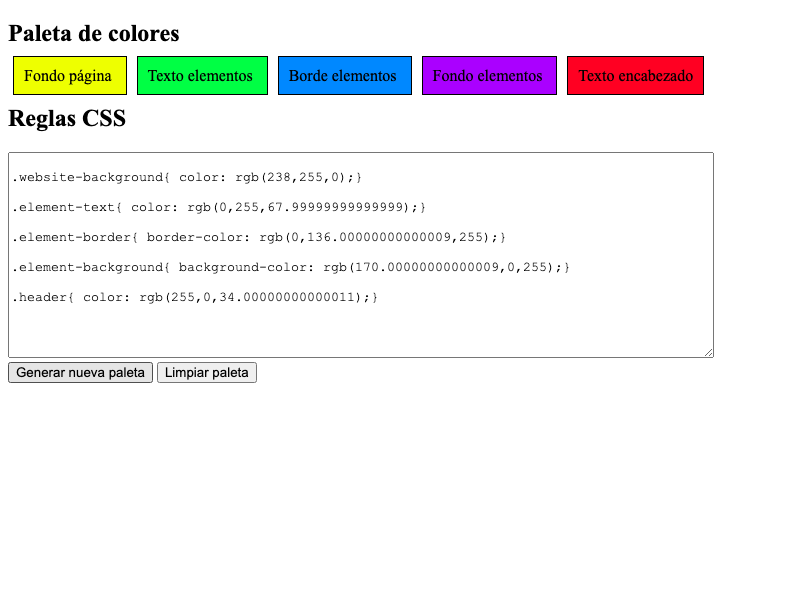 Paleta de colores
Fondo página Texto elementos Borde elementos Fondo elementos Texto encabezado
Reglas CSS
.website-background{ color: rgb(238,255,0);}
.element-text{ color: rgb(0,255,67.99999999999999);}
.element-border{ border-color: rgb(0,136.00000000000009,255);}
.element-background{ background-color: rgb(170.00000000000009,0,255);}
.header{ color: rgb(255,0,34.00000000000011);}
Generar nueva paleta Limpiar paleta